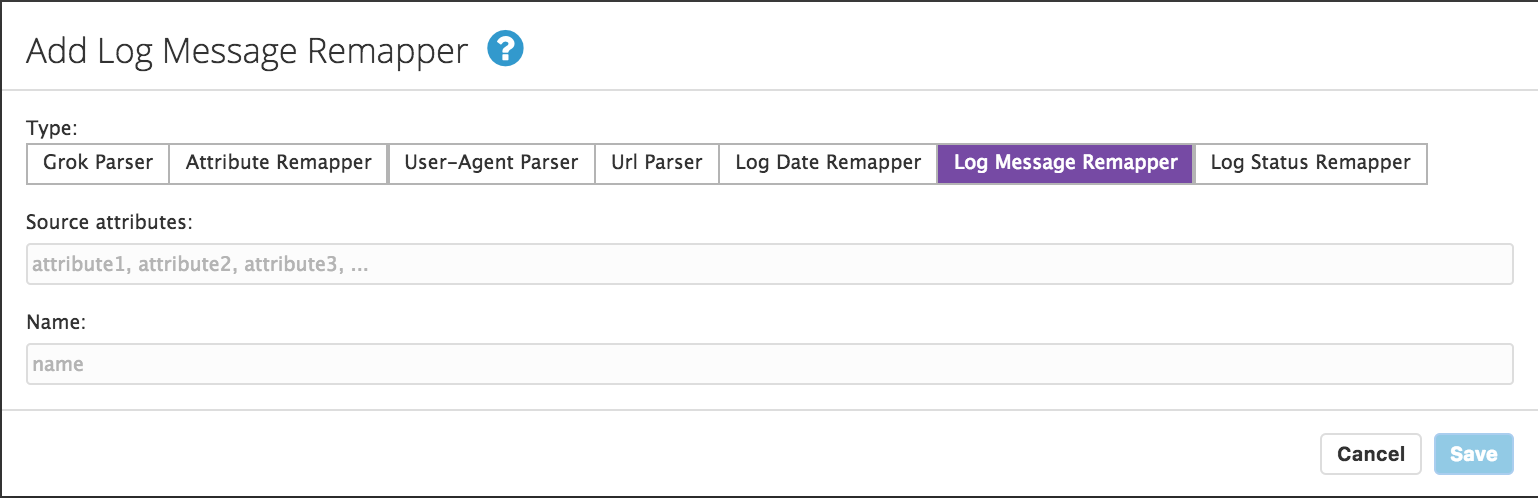 Add Log Message Remapper ?
Type:
Grok Parser Attribute Remapper User-Agent Parser Url Parser Log Date Remapper Log Message Remapper Log Status Remapper
Source attributes:
attribute1, attribute2, attribute3, ...
Name:
name
Cancel Save